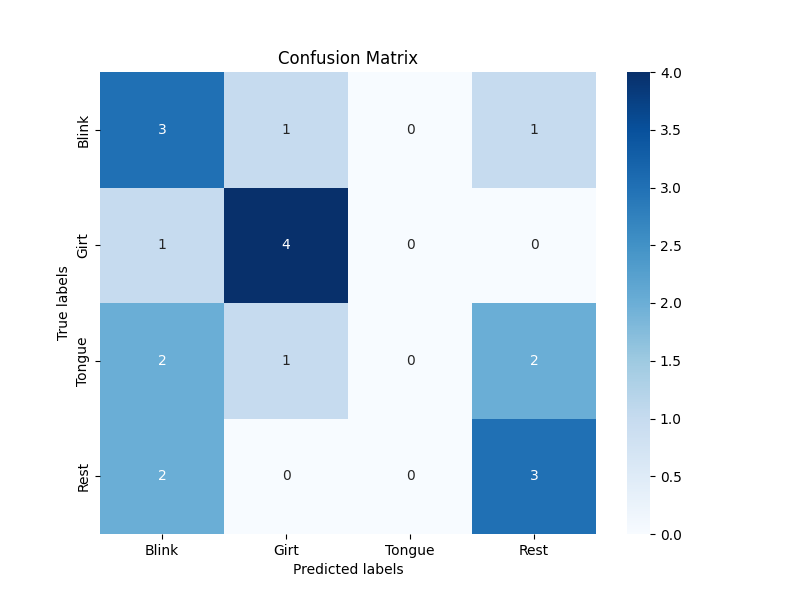 Confusion Matrix
Blink 3 1 0 1
Girt 1 4 0 0
Tongue 2 1 0 2
Rest 2 0 0 3
Blink Girt Tongue Rest
Predicted labels
True labels
4.0
3.5
3.0
2.5
2.0
1.5
1.0
0.5
0.0